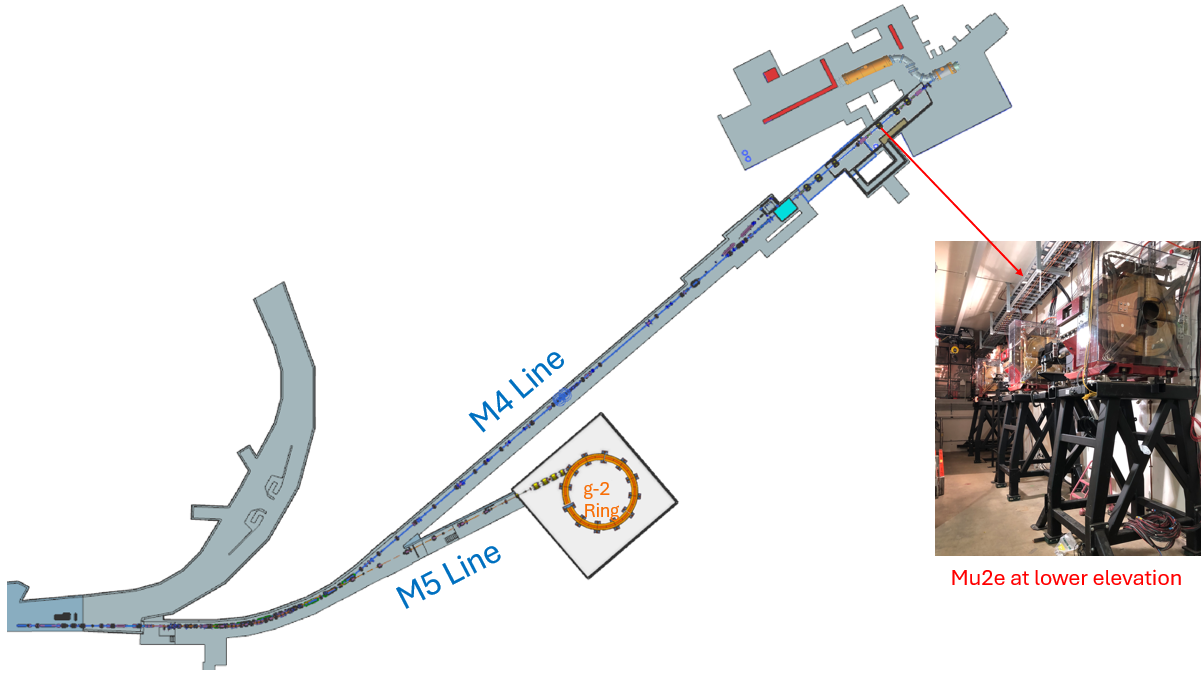 M4 Line
g-2
Ring
M5 Line
Mu2e at lower elevation